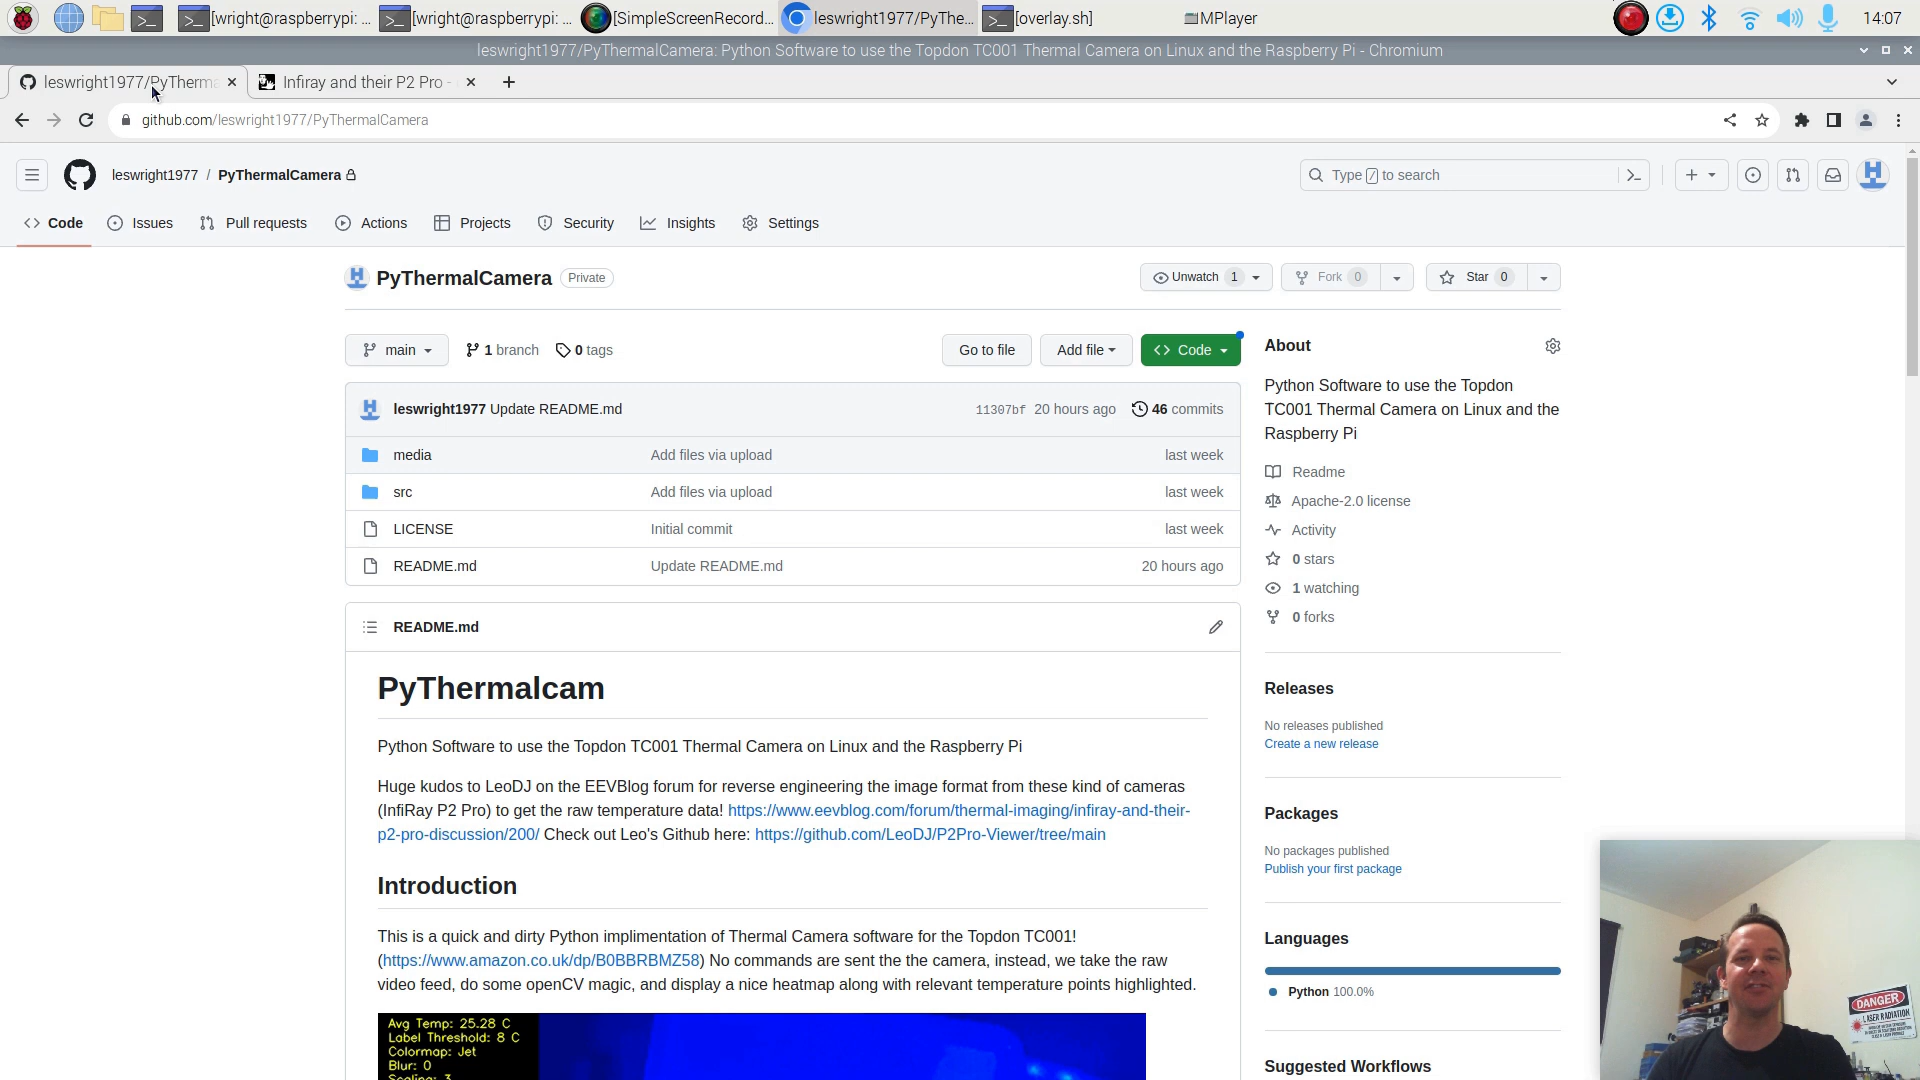 [wright@raspberrypi: ...
[wright@raspberrypi: ...
[SimpleScreenRecord...
leswright1977/PyThe...
[overlay.sh]
MPlayer
14:07
leswright1977/PyThermalCamera: Python Software to use the Topdon TC001 Thermal Camera on Linux and the Raspberry Pi - Chromium
leswright1977/PyTherma
Infiray and their P2 Pro -
github.com/leswright1977/PyThermalCamera
leswright1977 / PyThermalCamera
Type / to search
Code
Issues
Pull requests
Actions
Projects
Security
Insights
Settings
PyThermalCamera Private
Unwatch 1
Fork 0
Star 0
main
1 branch
0 tags
Go to file
Add file
Code
leswright1977 Update README.md
11307bf 20 hours ago
46 commits
media Add files via upload last week
src Add files via upload last week
LICENSE Initial commit last week
README.md Update README.md 20 hours ago
README.md
PyThermalcam
Python Software to use the Topdon TC001 Thermal Camera on Linux and the Raspberry Pi
Huge kudos to LeoDJ on the EEVBlog forum for reverse engineering the image format from these kind of cameras
(InfiRay P2 Pro) to get the raw temperature data! https://www.eevblog.com/forum/thermal-imaging/infiray-and-their-
p2-pro-discussion/200/ Check out Leo's Github here: https://github.com/LeoDJ/P2Pro-Viewer/tree/main
Introduction
This is a quick and dirty Python implimentation of Thermal Camera software for the Topdon TC001!
(https://www.amazon.co.uk/dp/B0BBRBMZ58) No commands are sent the the camera, instead, we take the raw
video feed, do some openCV magic, and display a nice heatmap along with relevant temperature points highlighted.
Avg Temp: 25.28 C
Label Threshold: 8 C
Colormap: Jet
Blur: 0
Scaling: 3
About
Python Software to use the Topdon
TC001 Thermal Camera on Linux and the
Raspberry Pi
Readme
Apache-2.0 license
Activity
0 stars
1 watching
0 forks
Releases
No releases published
Create a new release
Packages
No packages published
Publish your first package
Languages
Python 100.0%
Suggested Workflows
DANGER
LASER RADIATION